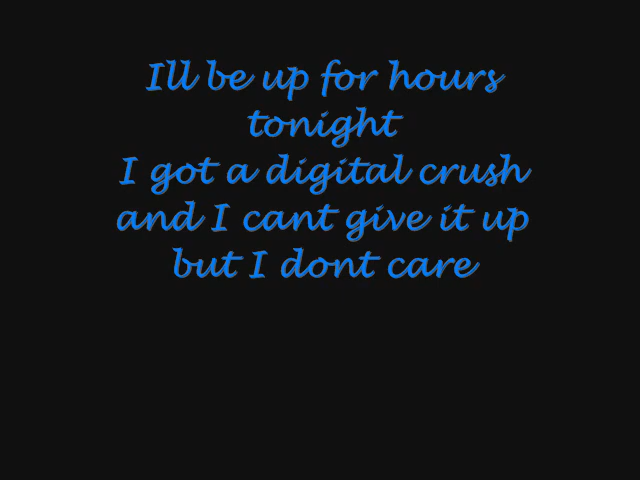 Ill be up for hours
tonight
I got a digital crush
and I cant give it up
but I dont care